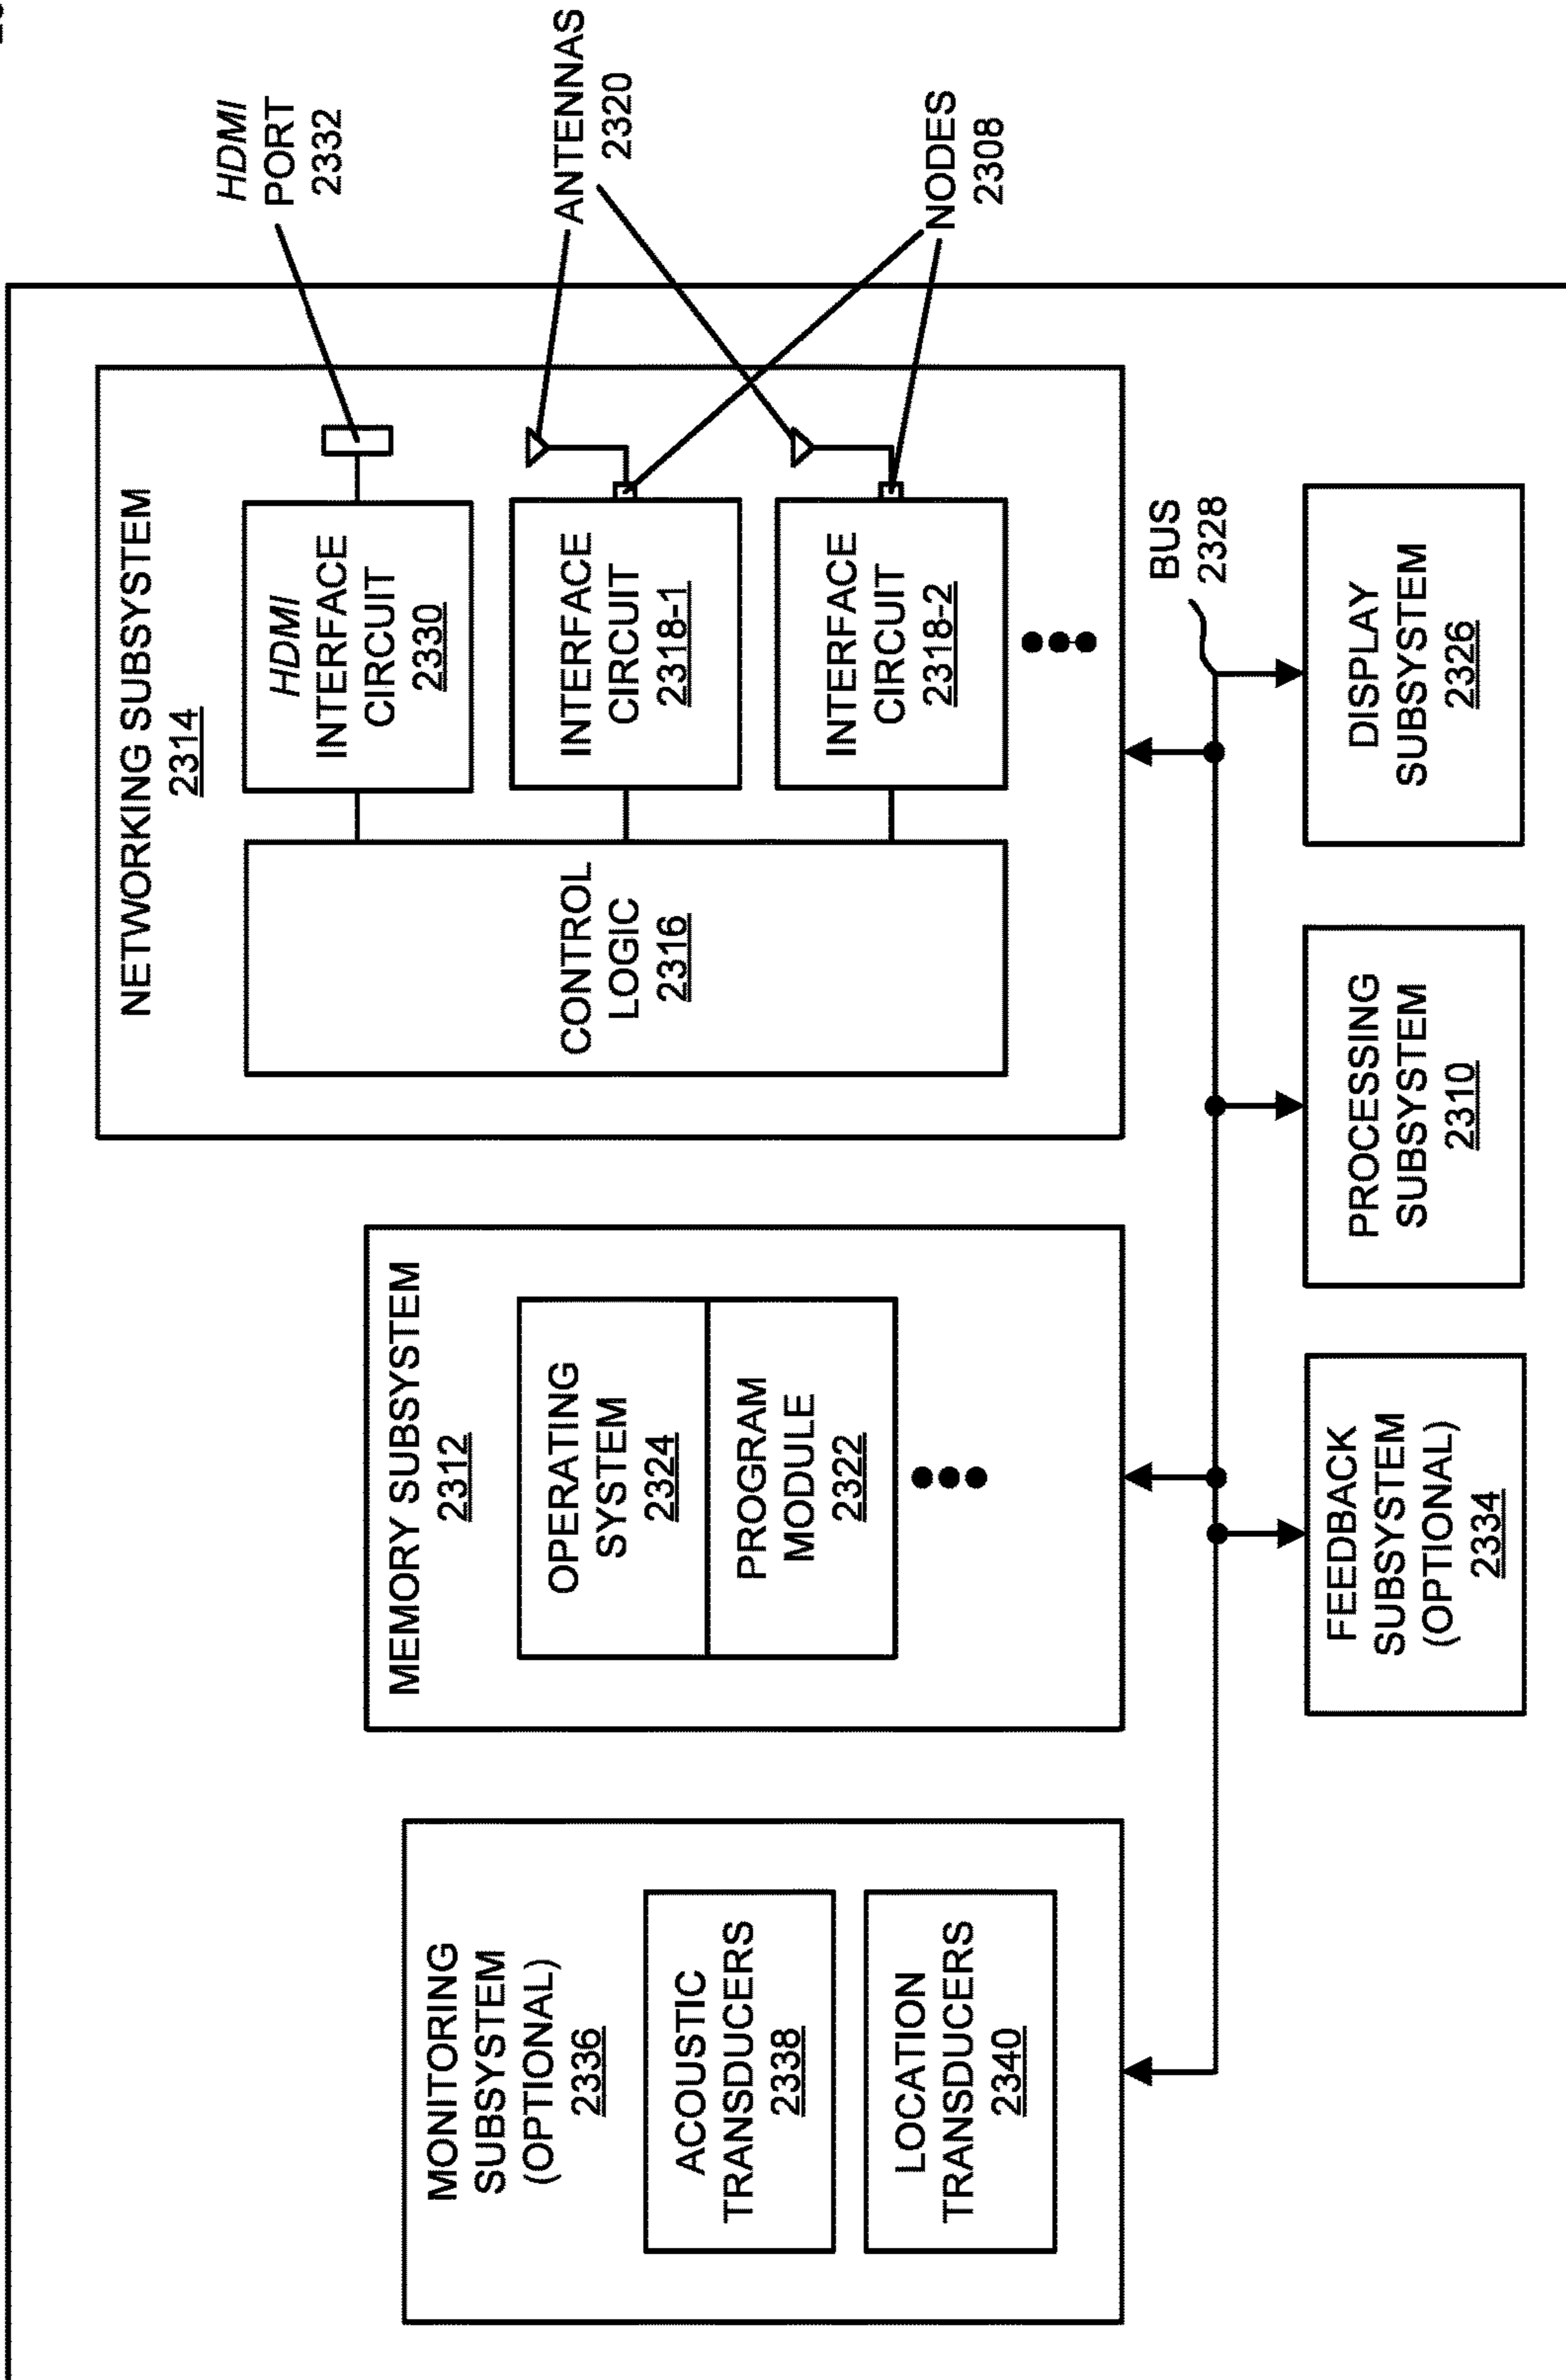 HDMI
PORT
2332
ANTENNAS
2320
NODES
2308
NETWORKING SUBSYSTEM
2314
HDMI
INTERFACE
CIRCUIT
2330
INTERFACE
CIRCUIT
2318-1
INTERFACE
CIRCUIT
2318-2
CONTROL
LOGIC
2316
MEMORY SUBSYSTEM
2312
OPERATING
SYSTEM
2324
PROGRAM
MODULE
2322
MONITORING
SUBSYSTEM
(OPTIONAL)
2336
ACOUSTIC
TRANSDUCERS
2338
LOCATION
TRANSDUCERS
2340
BUS
2328
FEEDBACK
SUBSYSTEM
(OPTIONAL)
2334
PROCESSING
SUBSYSTEM
2310
DISPLAY
SUBSYSTEM
2326